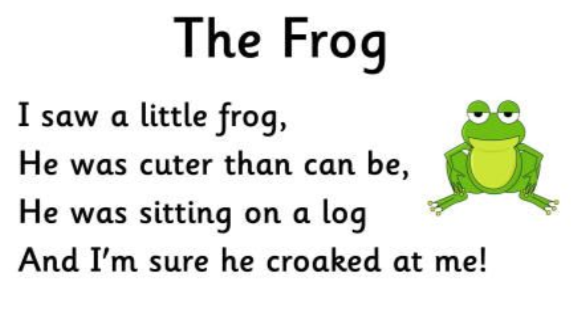 The Frog
I saw a little frog,
He was cuter than can be,
He was sitting on a log
And I'm sure he croaked at me!